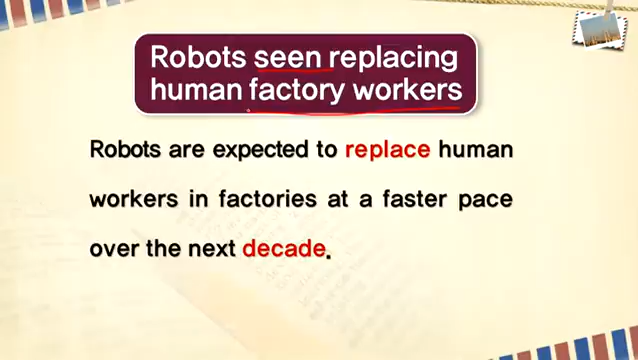 Robots seen replacing
human factory workers
Robots are expected to replace human
workers in factories at a faster pace
over the next decade.